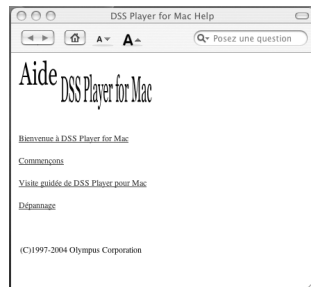 DSS Player for Mac Help
A A
Posez une question
Aide DSS Player for Mac
Bienvenue à DSS Player for Mac
Commençons
Visite guidée de DSS Player pour Mac
Dépannage
(C)1997-2004 Olympus Corporation